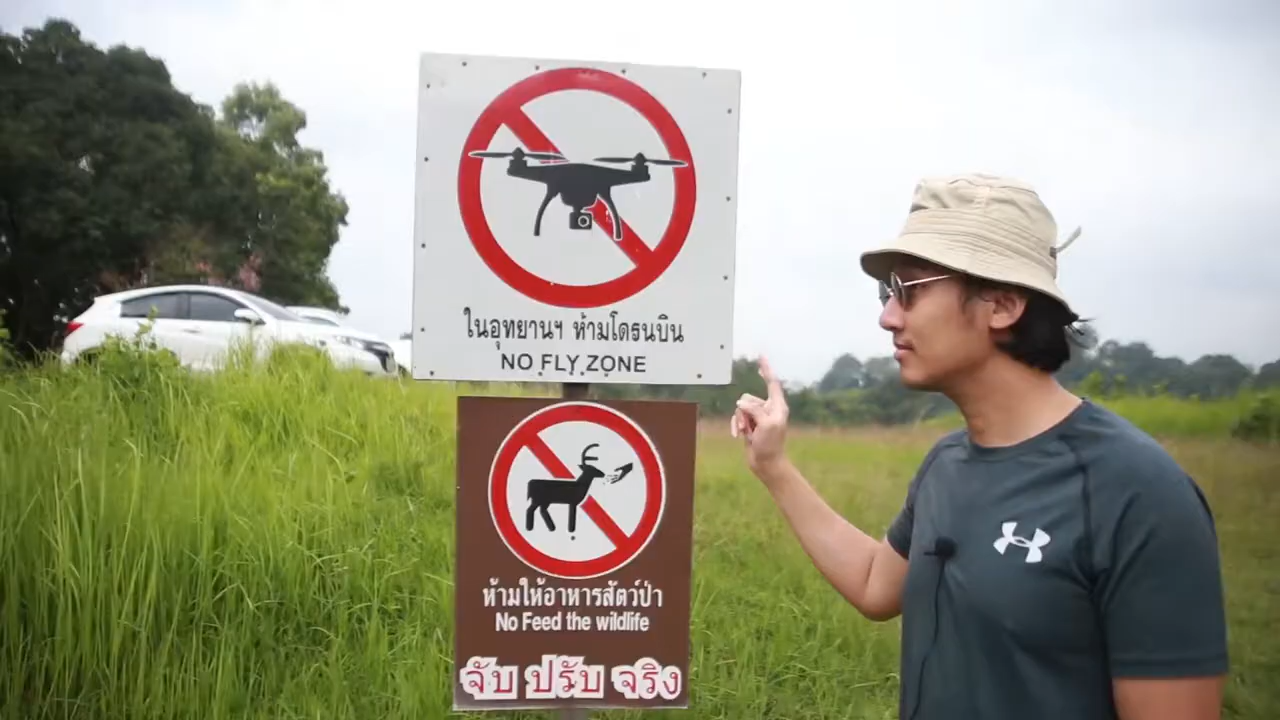 ในอุทยานฯ ห้ามโดรนบิน
NO FLY ZONE
ห้ามให้อาหารสัตว์ป่า
No Feed the wildlife
จับ ปรับ จริง